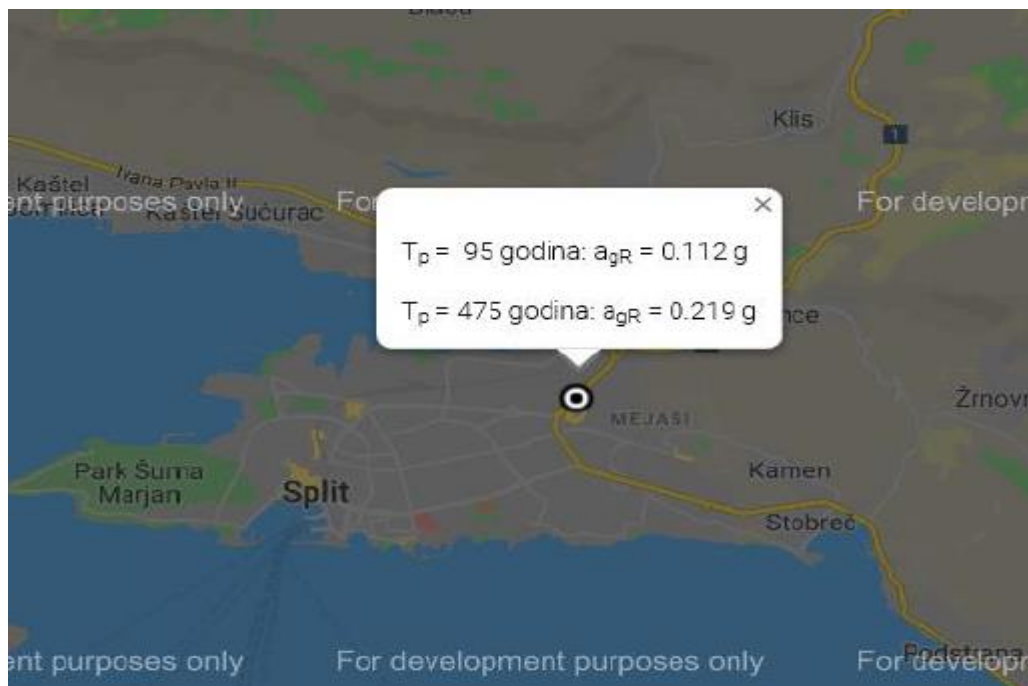 Klis
1
Ivana Pavla II
Kaštel
ent purposes only
Kaštel Sućurac
For
For developm
×
Tp = 95 godina: agR = 0.112 g
Tp = 475 godina: agR = 0.219 g
nce
Žrnov
MEJAŠI
Park Šuma
Marjan
Split
Kamen
Stobreč
Podstrana
ent purposes only
For development purposes only
For developm